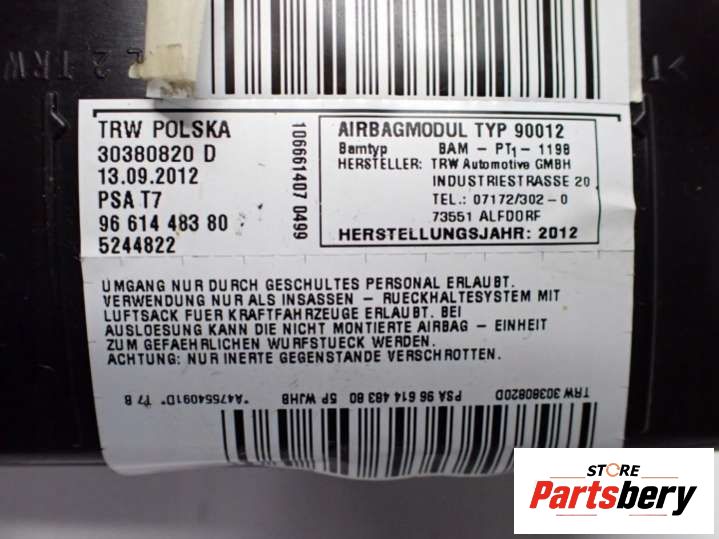 TRW POLSKA
30380820 D
13.09.2012
PSA T7
96 614 483 80
5244822
106661407 0499
AIRBAGMODUL TYP 90012
Bamtyp BAM - PT1- 1198
HERSTELLER: TRW Automotive GMBH
INDUSTRIESTRASSE 20
TEL.: 07172/302-0
73551 ALFDORF
HERSTELLUNGSJAHR: 2012
UMGANG NUR DURCH GESCHULTES PERSONAL ERLAUBT.
VERWENDUNG NUR ALS INSASSEN - RUECKHALTESYSTEM MIT
LUFTSACK FUER KRAFTFAHRZEUGE ERLAUBT. BEI
AUSLOESUNG KANN DIE NICHT MONTIERTE AIRBAG - EINHEIT
ZUM GEFAEHRLICHEN WURFSTUECK WERDEN.
ACHTUNG: NUR INERTE GEGENSTANDE VERSCHROTTEN.
TRW 30380820D PSA 96 614 483 80 5P WJHB *A47554091D* T7 B
STORE
Partsbery